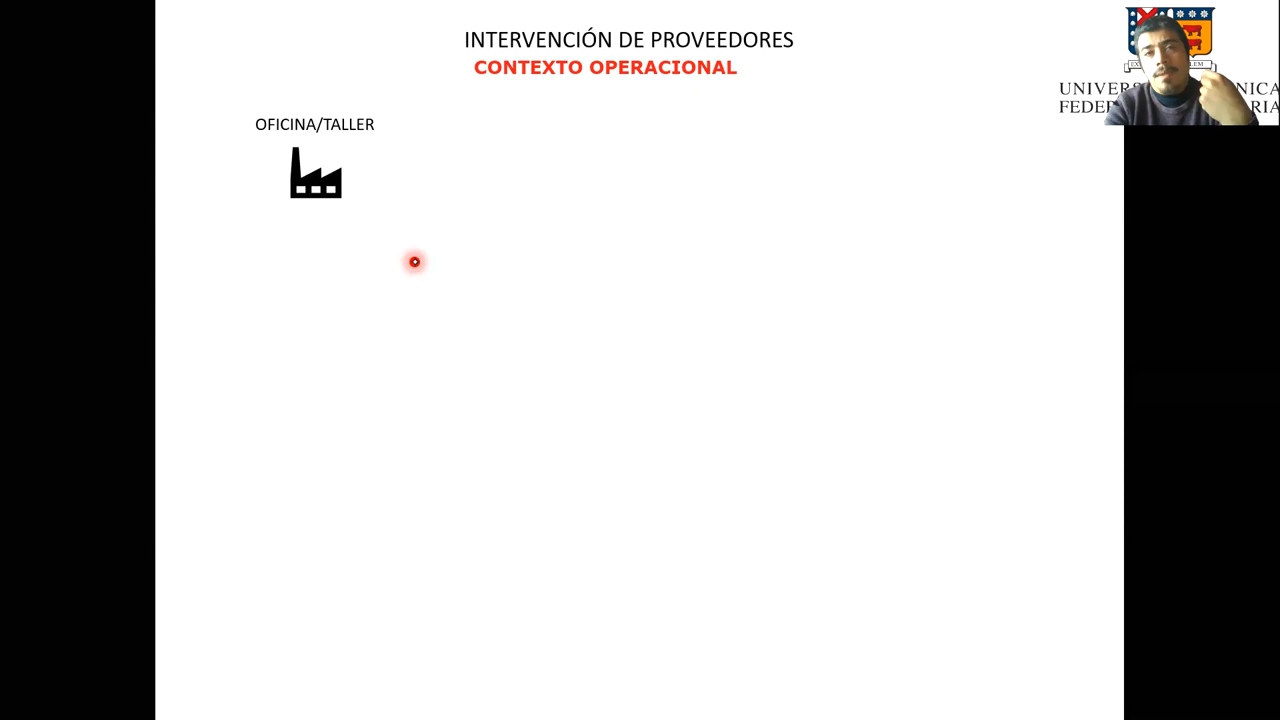 INTERVENCIÓN DE PROVEEDORES
CONTEXTO OPERACIONAL
OFICINA/TALLER